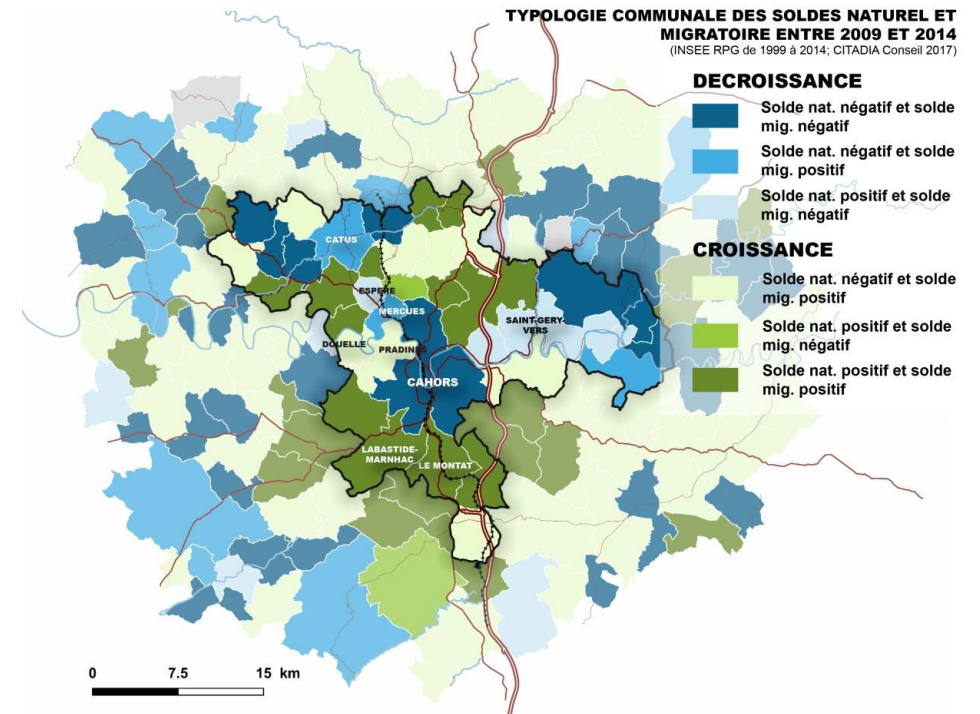 TYPOLOGIE COMMUNALE DES SOLDES NATUREL ET
MIGRATOIRE ENTRE 2009 ET 2014
(INSEE RPG de 1999 à 2014; CITADIA Conseil 2017)
DECROISSANCE
Solde nat. négatif et solde
mig. négatif
Solde nat. négatif et solde
mig. positif
Solde nat. positif et solde
mig. négatif
CROISSANCE
Solde nat. négatif et solde
mig. positif
Solde nat. positif et solde
mig. négatif
Solde nat. positif et solde
mig. positif
CATUS
ESPERE
MERCUES
SAINT-GERY-
VERS
DOUELLE
PRADINES
CAHORS
LABASTIDE-
MARNHAC
LE MONTAT
0 7.5 15 km